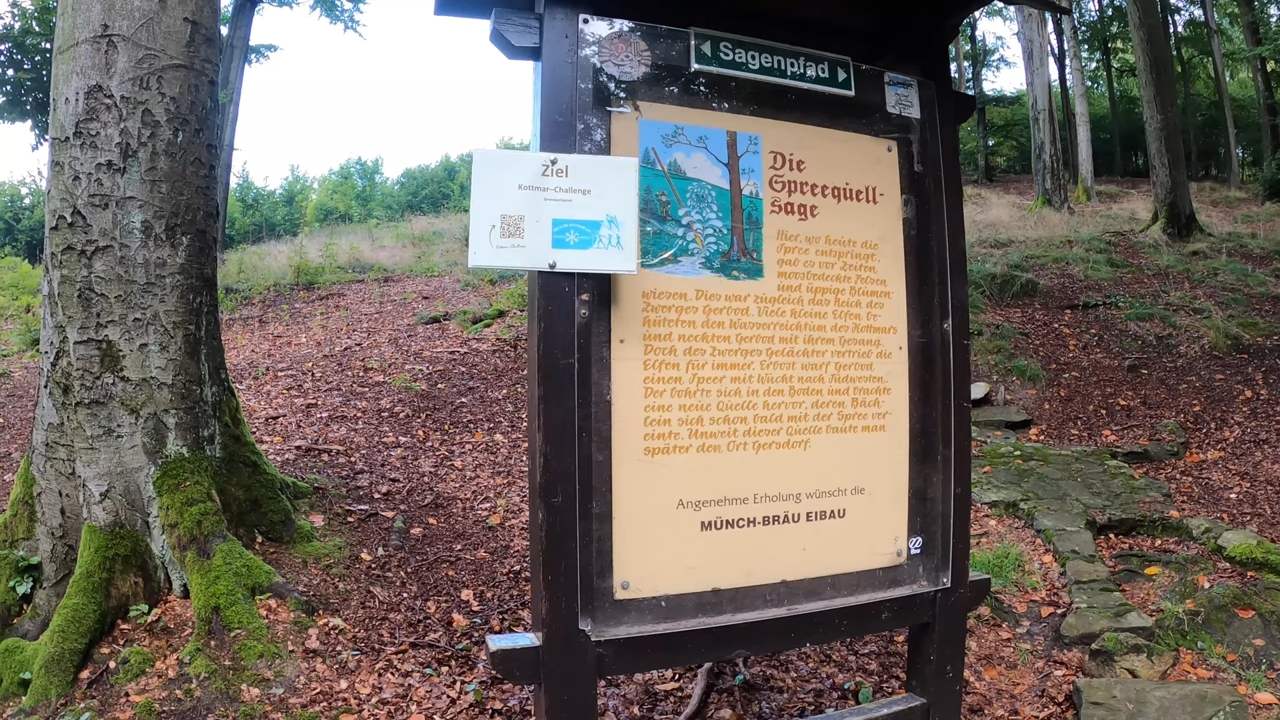 Sagenpfad
Ziel
Kottmar-Challenge
Spreequellgenuß
Die
Spreequell-
sage
Hier, wo heute die
Spree entspringt,
gab es vor Zeiten
moosbedeckte Felsen
und üppige Blumen-
wiesen. Dies war zugleich das Reich des
Zwerges Gerbod. Viele kleine Elfen be-
hüteten den Wasserreichtum des Kottmars
und neckten Gerbod mit ihrem Gesang.
Doch des Zwerges Gelächter vertrieb die
Elfen für immer. Erbost warf Gerbod
einen Speer mit Wucht nach Südwesten.
Der bohrte sich in den Boden und brachte
eine neue Quelle hervor, deren Bäch-
lein sich schon bald mit der Spree ver-
einte. Unweit dieser Quelle baute man
später den Ort Gersdorf.
Angenehme Erholung wünscht die
MÜNCH-BRÄU EIBAU